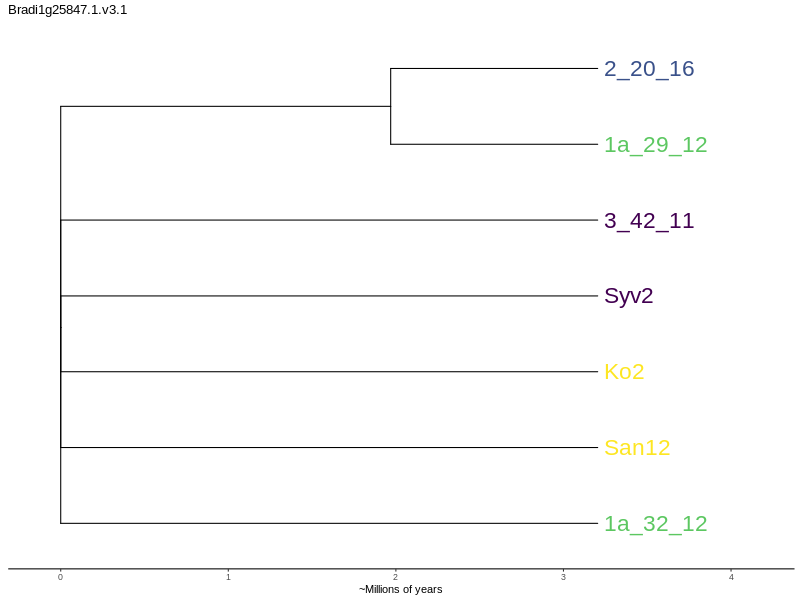 Bradi1g25847.1.v3.1
2_20_16
1a_29_12
3_42_11
Syv2
Ko2
San12
1a_32_12
0 1 2 3 4
~Millions of years